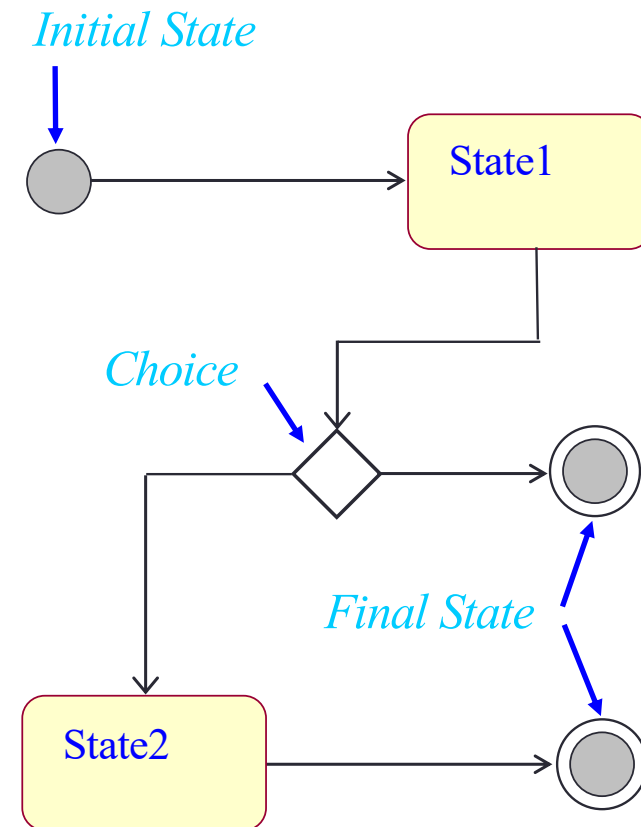 Initial State
State1
Choice
Final State
State2